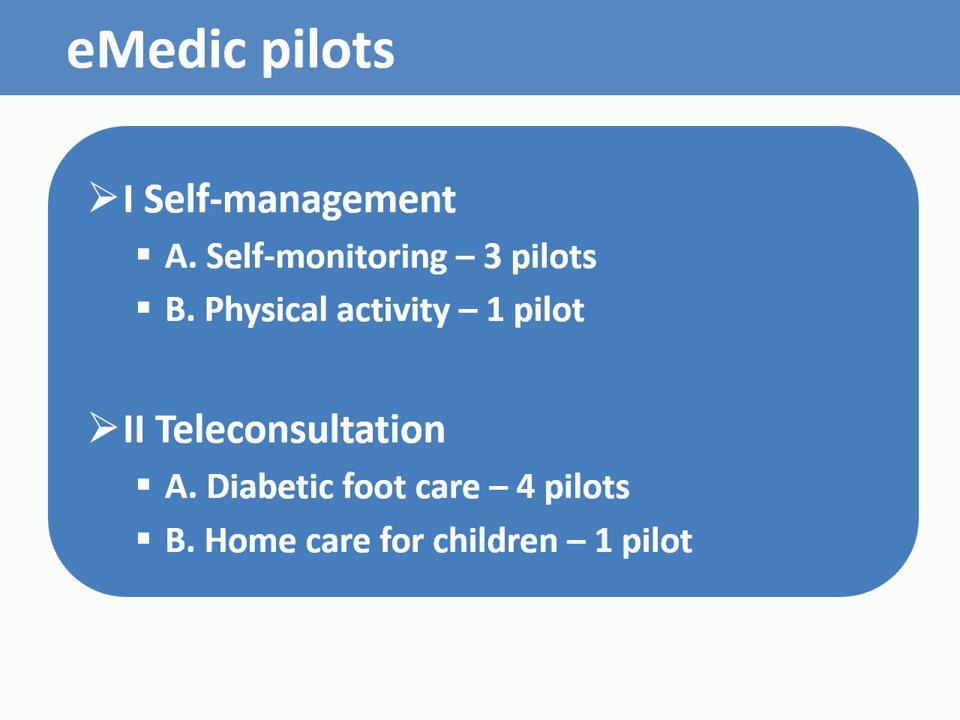 eMedic pilots
I Self-management
A. Self-monitoring – 3 pilots
B. Physical activity – 1 pilot
II Teleconsultation
A. Diabetic foot care – 4 pilots
B. Home care for children – 1 pilot